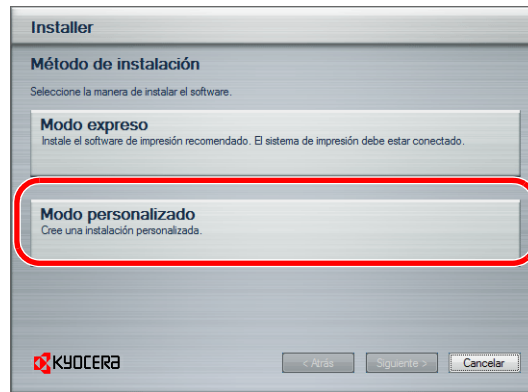 Installer
Método de instalación
Seleccione la manera de instalar el software.
Modo expreso
Instale el software de impresión recomendado. El sistema de impresión debe estar conectado.
Modo personalizado
Cree una instalación personalizada.
KYOCERA
< Atrás
Siguiente >
Cancelar